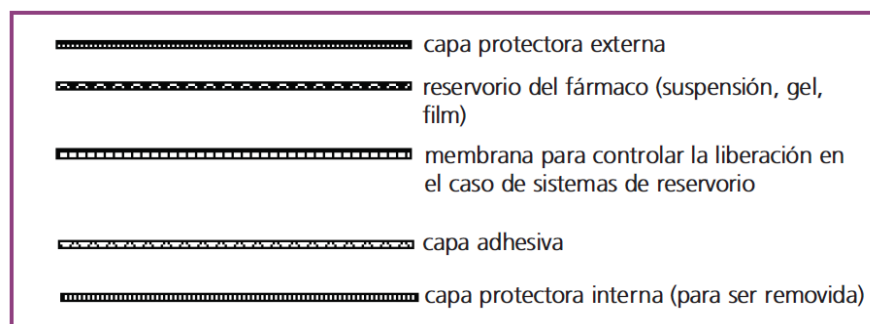 capa protectora externa
reservorio del fármaco (suspensión, gel,
film)
membrana para controlar la liberación en
el caso de sistemas de reservorio
capa adhesiva
capa protectora interna (para ser removida)